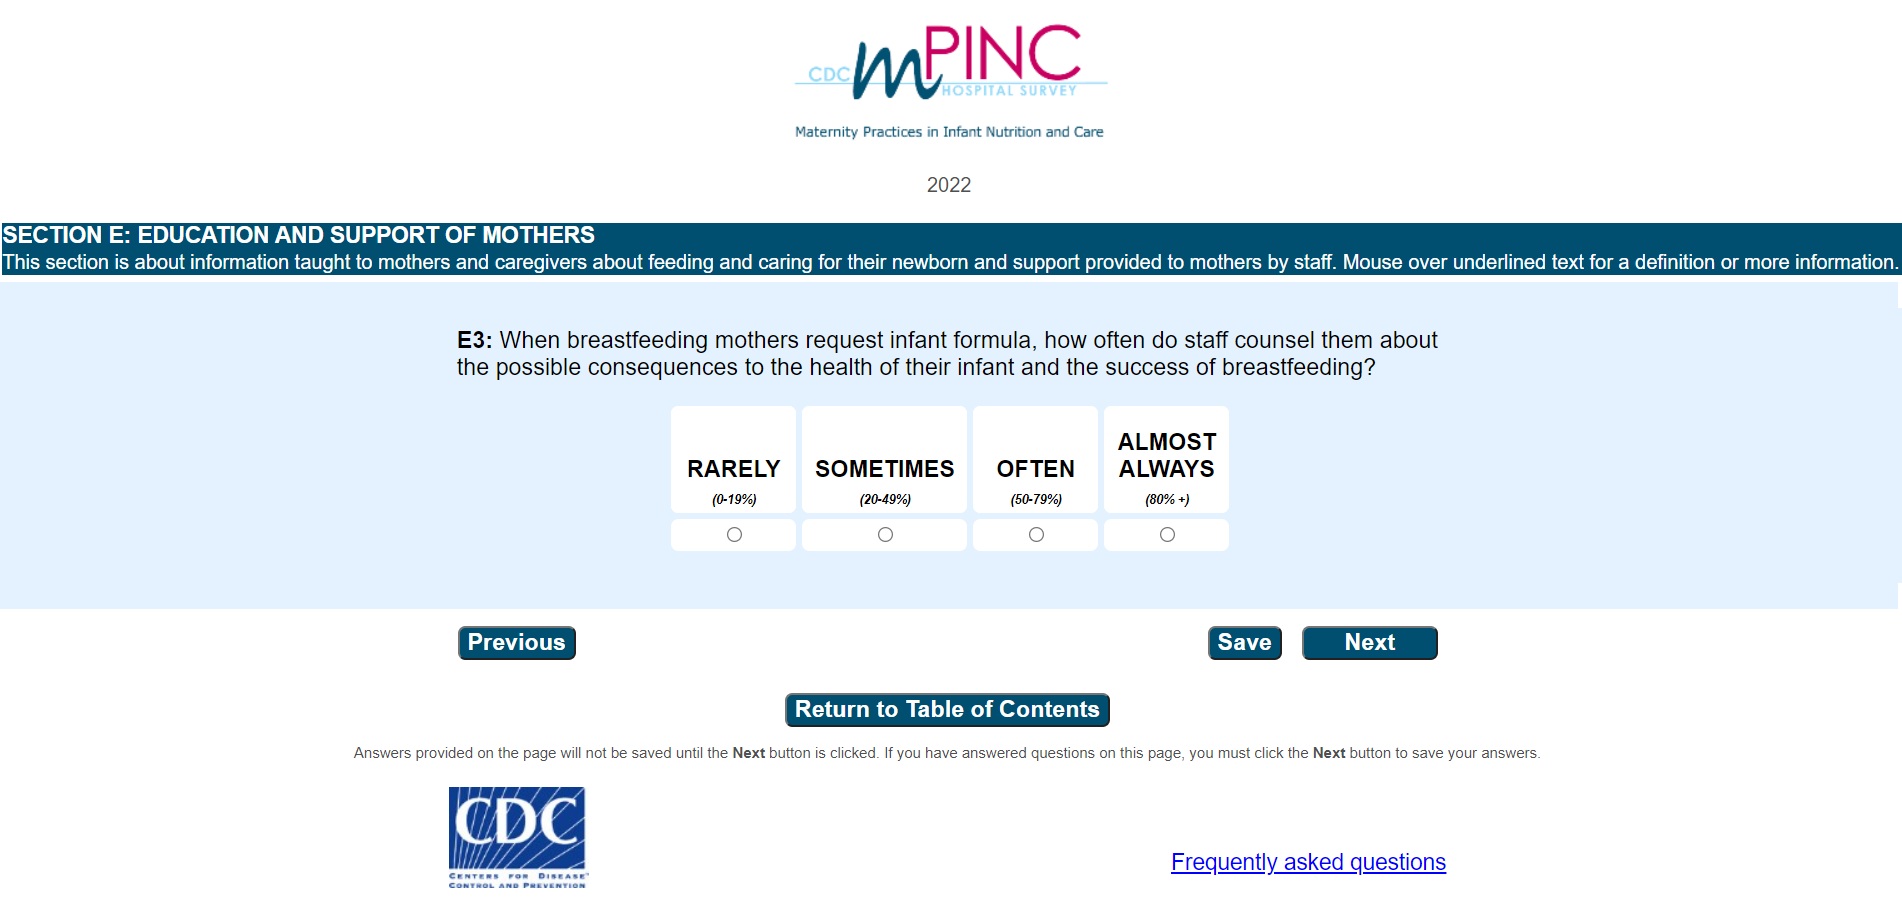 CDC mPINC
HOSPITAL SURVEY
Maternity Practices in Infant Nutrition and Care
2022
SECTION E: EDUCATION AND SUPPORT OF MOTHERS
This section is about information taught to mothers and caregivers about feeding and caring for their newborn and support provided to mothers by staff. Mouse over underlined text for a definition or more information.
E3: When breastfeeding mothers request infant formula, how often do staff counsel them about
the possible consequences to the health of their infant and the success of breastfeeding?
RARELY
(0-19%)
SOMETIMES
(20-49%)
OFTEN
(50-79%)
ALMOST
ALWAYS
(80% +)
Previous
Save
Next
Return to Table of Contents
Answers provided on the page will not be saved until the Next button is clicked. If you have answered questions on this page, you must click the Next button to save your answers.
CDC
CENTERS FOR DISEASE™
CONTROL AND PREVENTION
Frequently asked questions